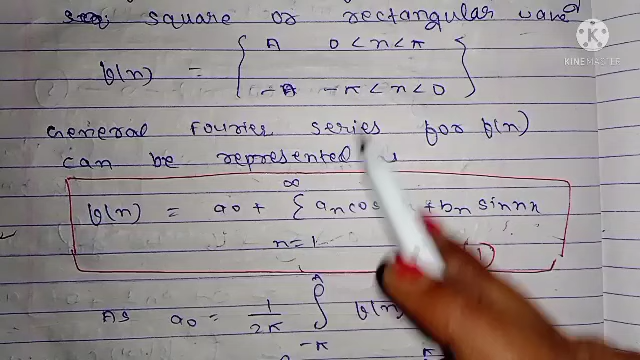 square or rectangular wave
f(x) = { A 0 < x < π
-A -π < x < 0 }
KINEMASTER
General Fourier series for f(x)
can be represented
f(x) = a0 + Σ { an cos + bn sin nx
∞
n=1
(1)
As a0 = 1/2π ∫ f(x)
-π